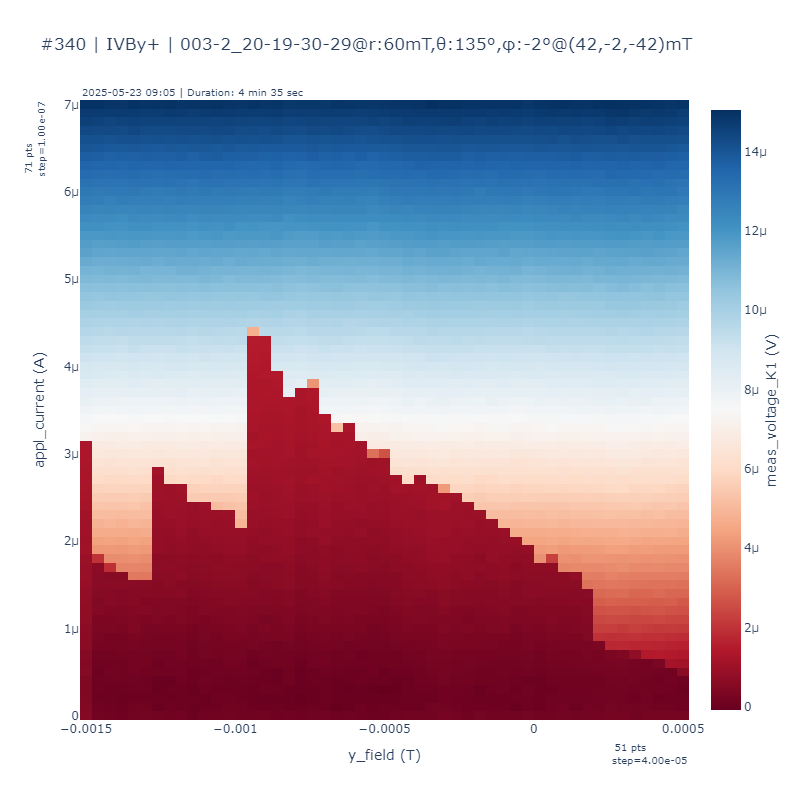 #340 | IVBy+ | 003-2_20-19-30-29@r:60mT,θ:135°,φ:-2°@(42,-2,-42)mT
2025-05-23 09:05 | Duration: 4 min 35 sec
71 pts
step=1.00e-07
7μ
6μ
5μ
4μ
3μ
2μ
1μ
0
appl_current (A)
−0.0015
−0.001
−0.0005
0
0.0005
y_field (T)
51 pts
step=4.00e-05
14μ
12μ
10μ
8μ
6μ
4μ
2μ
0
meas_voltage_K1 (V)